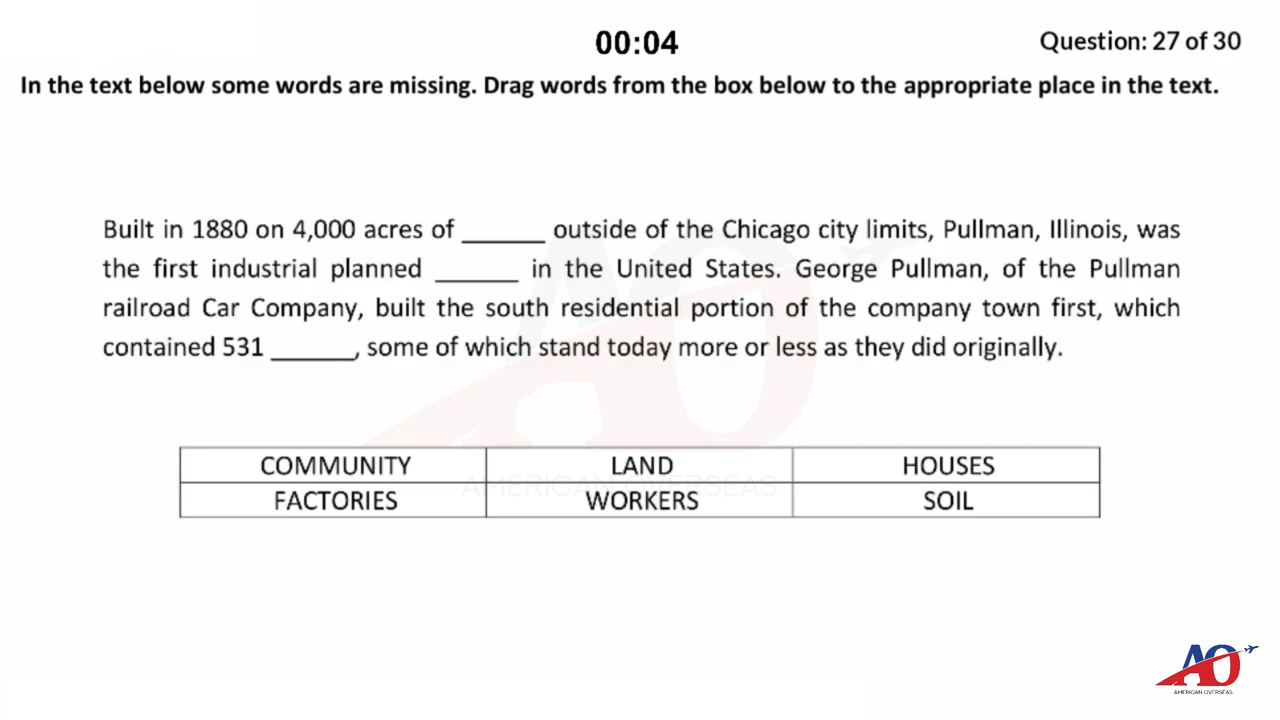 00:04
Question: 27 of 30
In the text below some words are missing. Drag words from the box below to the appropriate place in the text.
Built in 1880 on 4,000 acres of ______ outside of the Chicago city limits, Pullman, Illinois, was
the first industrial planned ______ in the United States. George Pullman, of the Pullman
railroad Car Company, built the south residential portion of the company town first, which
contained 531 ______, some of which stand today more or less as they did originally.
COMMUNITY LAND HOUSES
AMERICAN OVERSEAS
FACTORIES WORKERS SOIL
AO
AMERICAN OVERSEAS